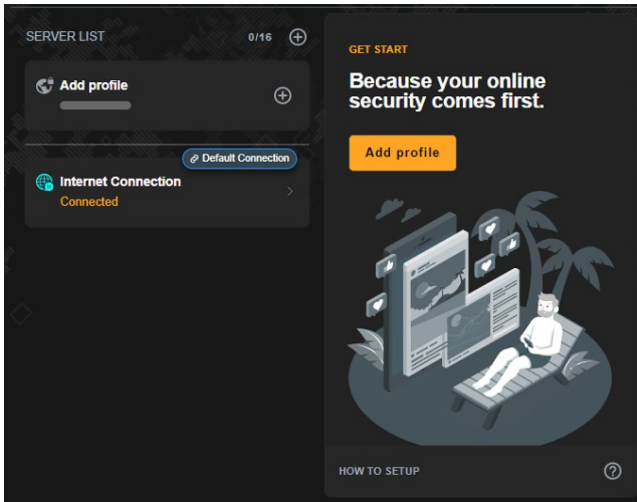 SERVER LIST
0/16
Add profile
Default Connection
Internet Connection
Connected
GET START
Because your online
security comes first.
Add profile
HOW TO SETUP